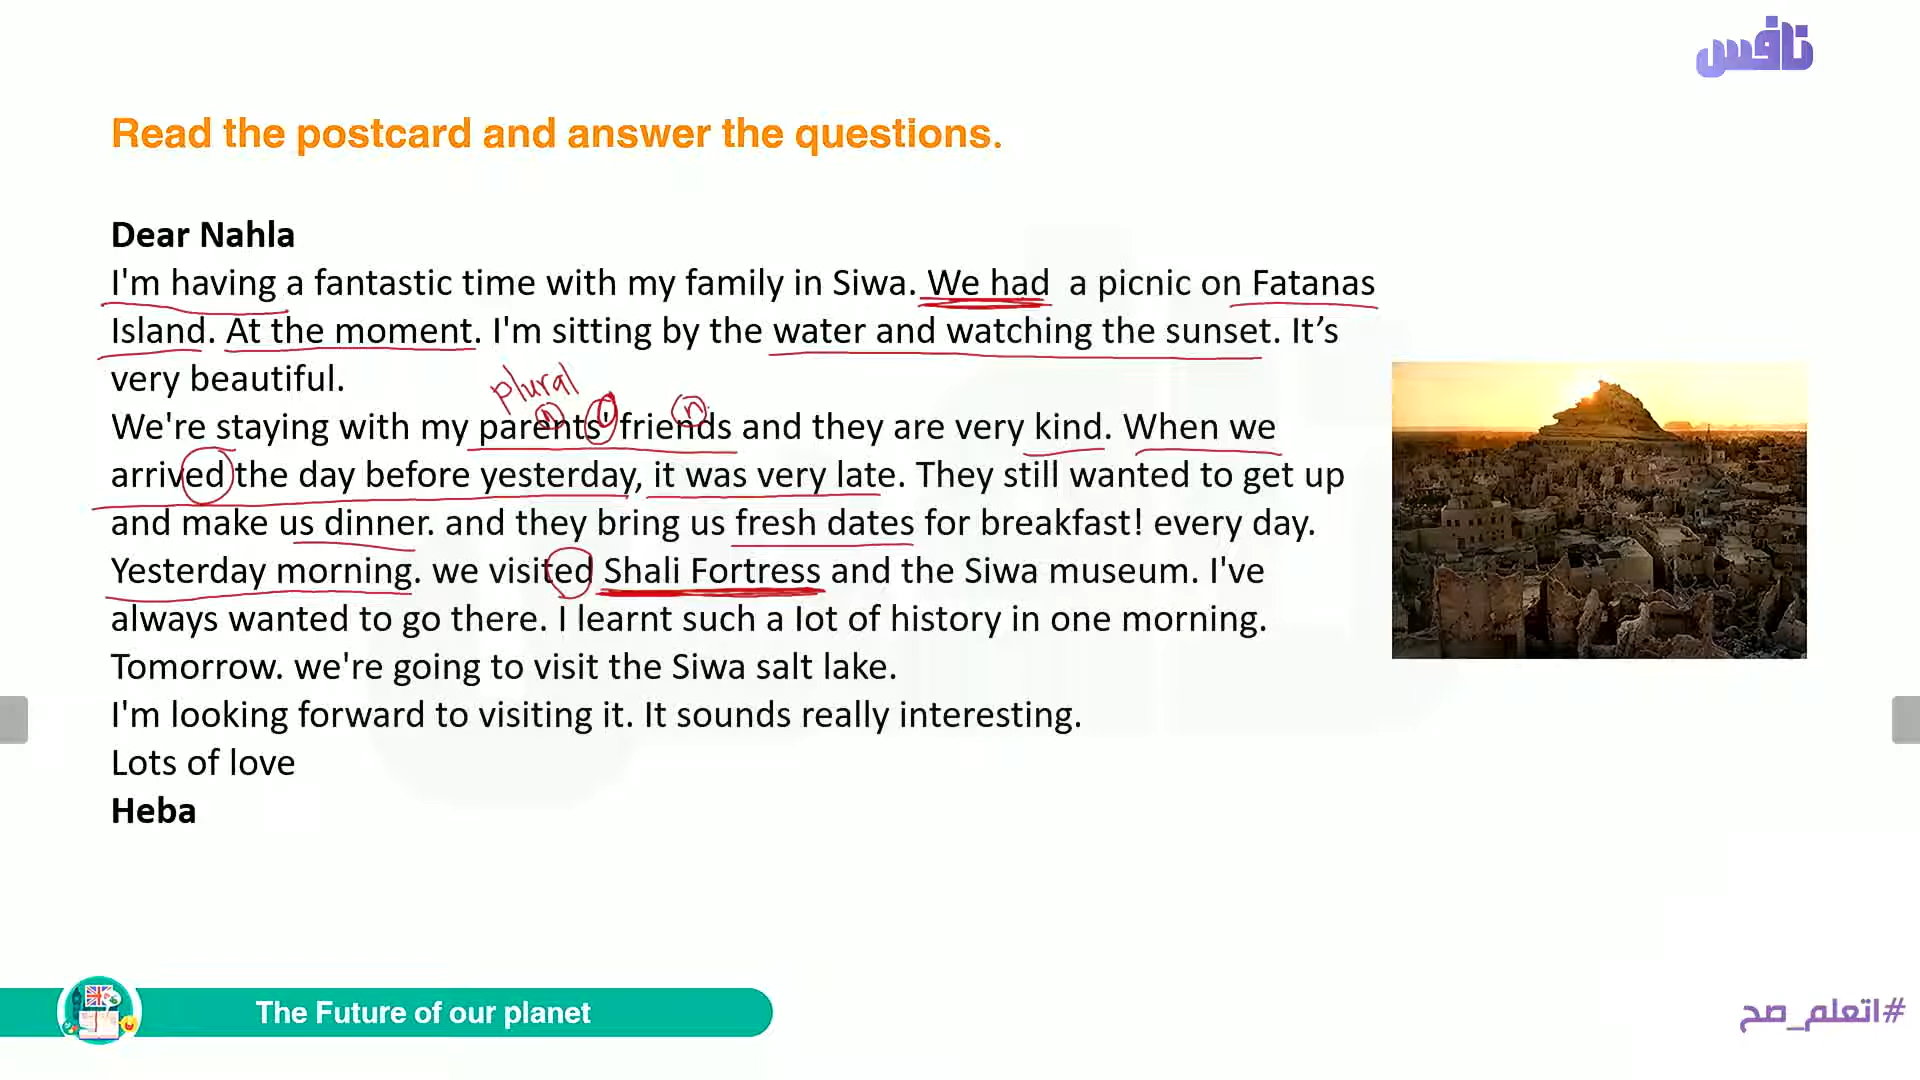 نافس
Read the postcard and answer the questions.
Dear Nahla
I'm having a fantastic time with my family in Siwa. We had a picnic on Fatanas
Island. At the moment. I'm sitting by the water and watching the sunset. It’s
very beautiful.
plural
n ' n
We're staying with my parents' friends and they are very kind. When we
arrived the day before yesterday, it was very late. They still wanted to get up
and make us dinner. and they bring us fresh dates for breakfast! every day.
Yesterday morning. we visited Shali Fortress and the Siwa museum. I've
always wanted to go there. I learnt such a lot of history in one morning.
Tomorrow. we're going to visit the Siwa salt lake.
I'm looking forward to visiting it. It sounds really interesting.
Lots of love
Heba
The Future of our planet
#اتعلم_صح